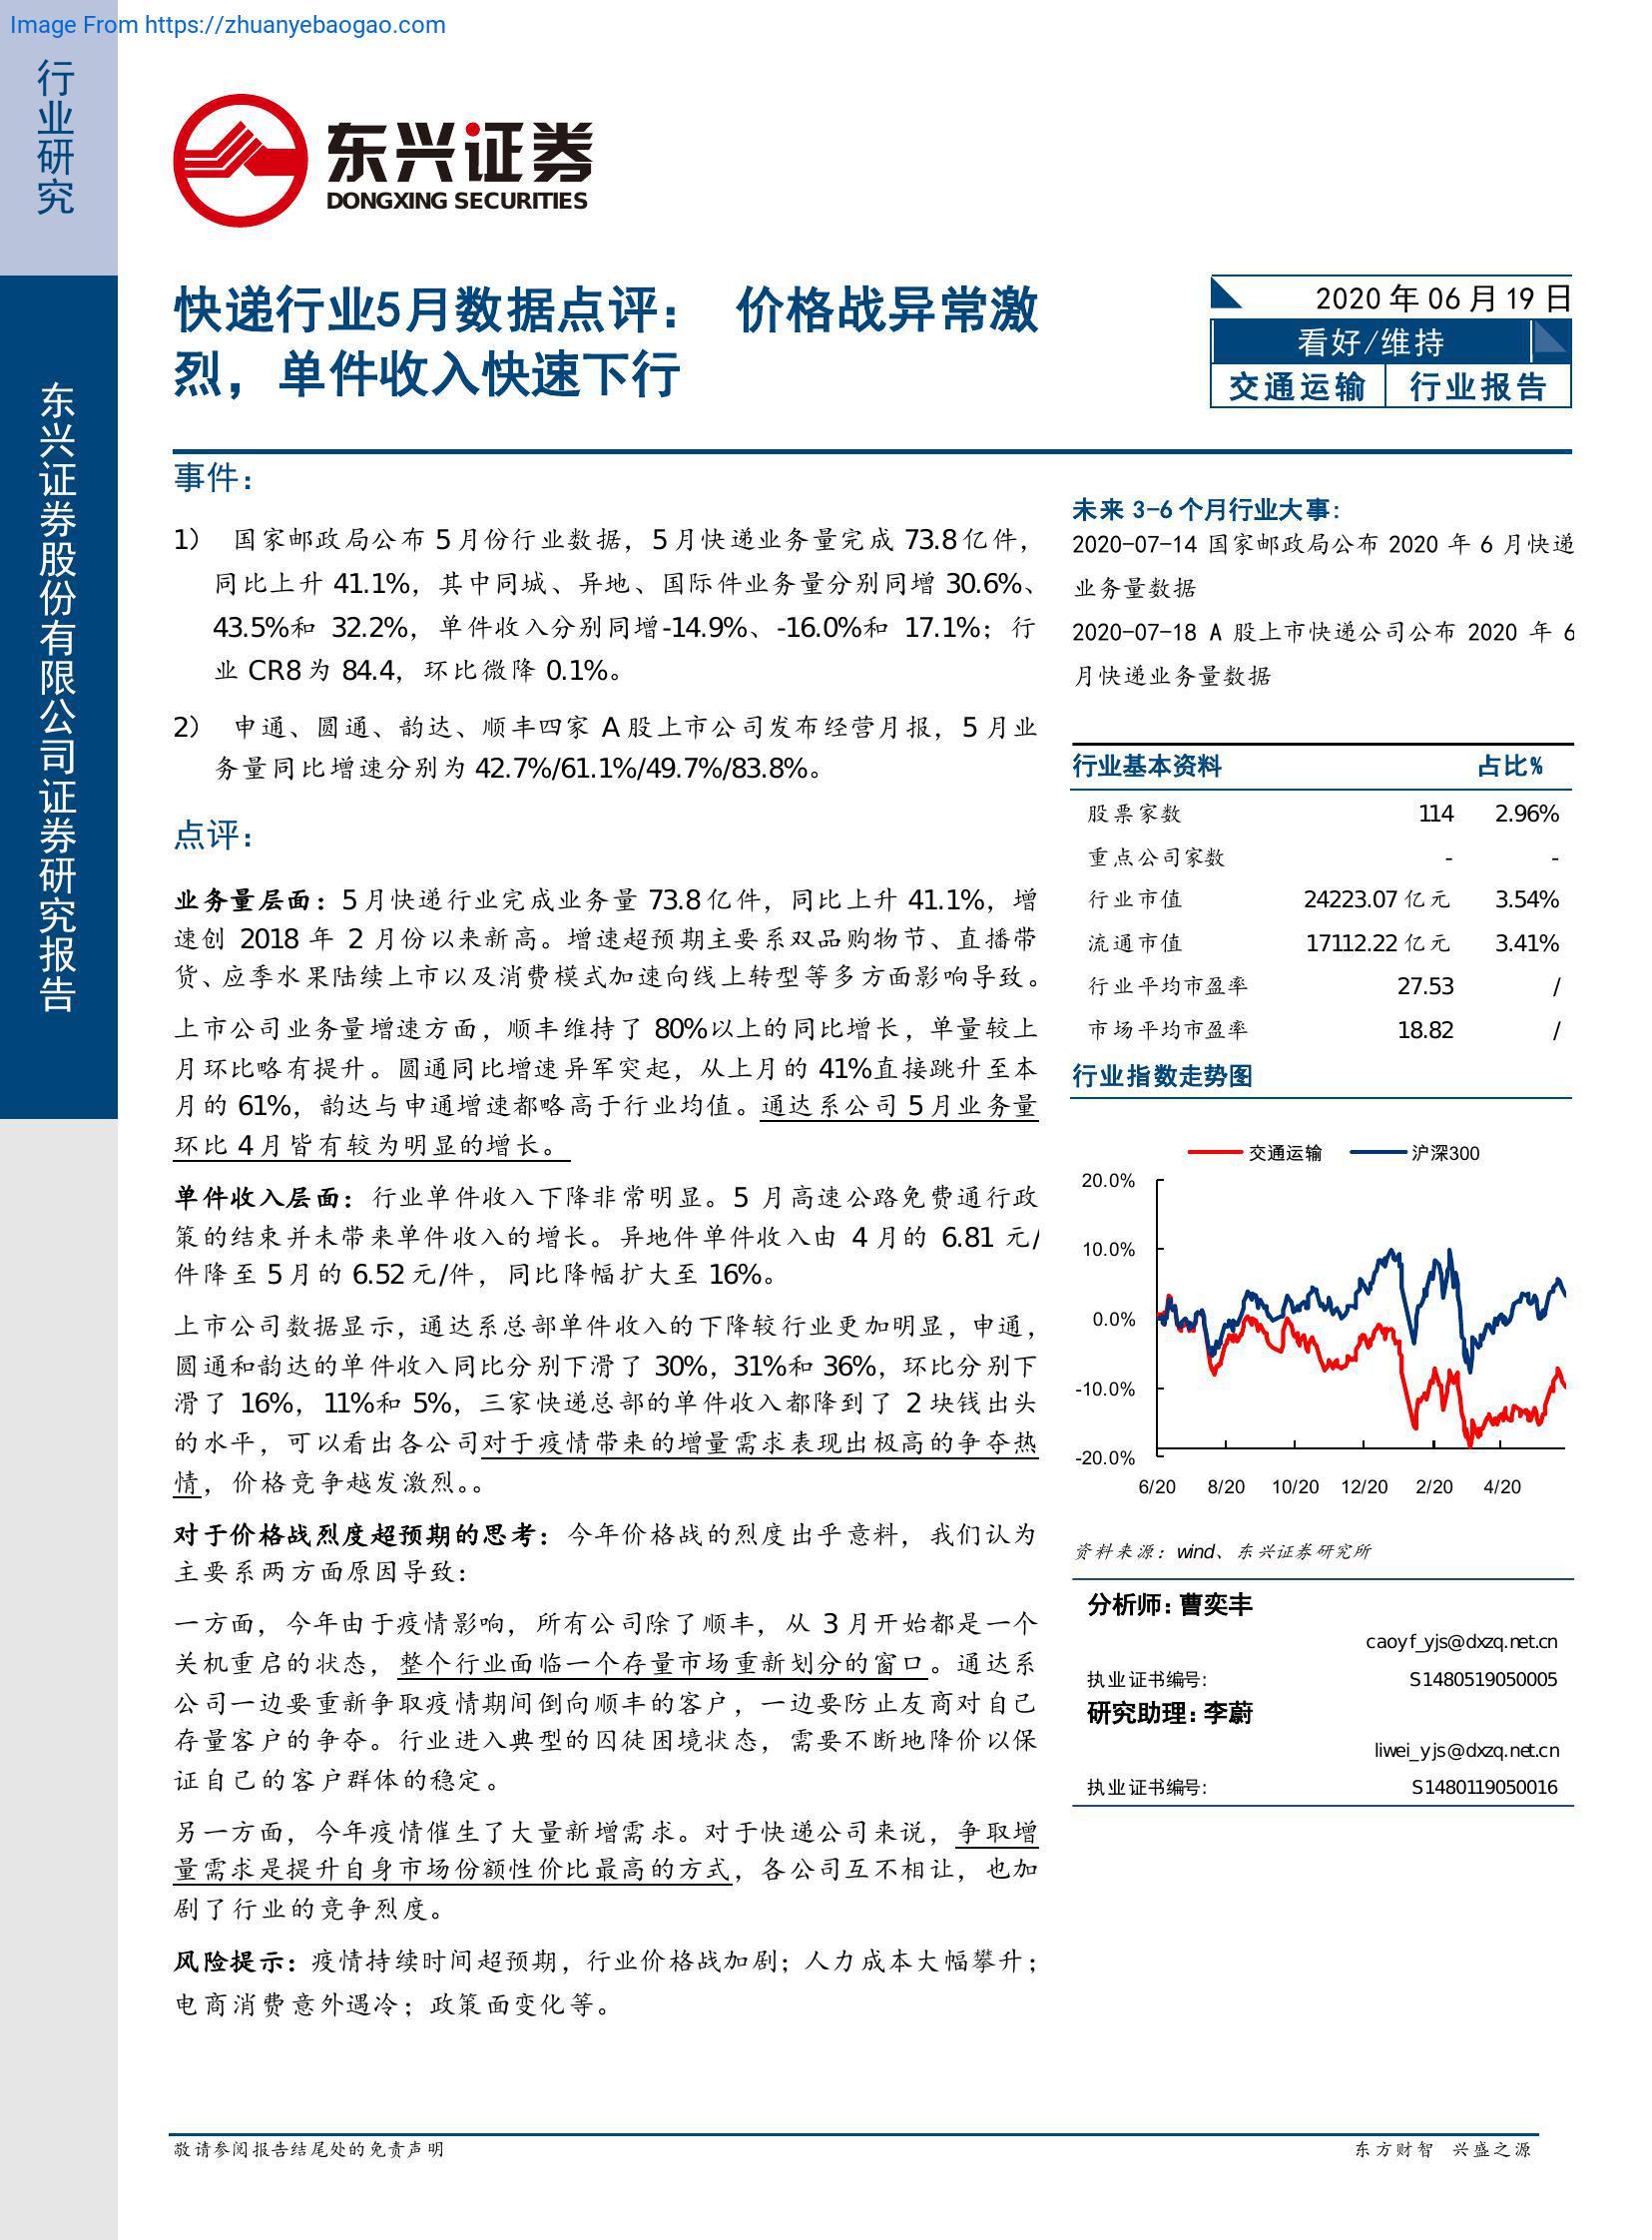 Image From https://zhuanyebaogao.com
行业研究
东兴证券股份有限公司证券研究报告
东兴证券
DONGXING SECURITIES
快递行业5月数据点评： 价格战异常激
烈，单件收入快速下行
2020 年 06 月 19 日
看好/维持
交通运输 行业报告
事件：
1） 国家邮政局公布 5 月份行业数据，5 月快递业务量完成 73.8 亿件，
同比上升 41.1%，其中同城、异地、国际件业务量分别同增 30.6%、
43.5%和 32.2%，单件收入分别同增-14.9%、-16.0%和 17.1%；行
业 CR8 为 84.4，环比微降 0.1%。
2） 申通、圆通、韵达、顺丰四家 A 股上市公司发布经营月报，5 月业
务量同比增速分别为 42.7%/61.1%/49.7%/83.8%。
点评：
业务量层面：5 月快递行业完成业务量 73.8 亿件，同比上升 41.1%，增
速创 2018 年 2 月份以来新高。增速超预期主要系双品购物节、直播带
货、应季水果陆续上市以及消费模式加速向线上转型等多方面影响导致。
上市公司业务量增速方面，顺丰维持了 80%以上的同比增长，单量较上
月环比略有提升。圆通同比增速异军突起，从上月的 41%直接跳升至本
月的 61%，韵达与申通增速都略高于行业均值。通达系公司 5 月业务量
环比 4 月皆有较为明显的增长。
单件收入层面：行业单件收入下降非常明显。5 月高速公路免费通行政
策的结束并未带来单件收入的增长。异地件单件收入由 4 月的 6.81 元/
件降至 5 月的 6.52 元/件，同比降幅扩大至 16%。
上市公司数据显示，通达系总部单件收入的下降较行业更加明显，申通，
圆通和韵达的单件收入同比分别下滑了 30%，31%和 36%，环比分别下
滑了 16%，11%和 5%，三家快递总部的单件收入都降到了 2 块钱出头
的水平，可以看出各公司对于疫情带来的增量需求表现出极高的争夺热
情，价格竞争越发激烈。。
对于价格战烈度超预期的思考：今年价格战的烈度出乎意料，我们认为
主要系两方面原因导致：
一方面，今年由于疫情影响，所有公司除了顺丰，从 3 月开始都是一个
关机重启的状态，整个行业面临一个存量市场重新划分的窗口。通达系
公司一边要重新争取疫情期间倒向顺丰的客户，一边要防止友商对自己
存量客户的争夺。行业进入典型的囚徒困境状态，需要不断地降价以保
证自己的客户群体的稳定。
另一方面，今年疫情催生了大量新增需求。对于快递公司来说，争取增
量需求是提升自身市场份额性价比最高的方式，各公司互不相让，也加
剧了行业的竞争烈度。
风险提示：疫情持续时间超预期，行业价格战加剧；人力成本大幅攀升；
电商消费意外遇冷；政策面变化等。
未来 3-6 个月行业大事:
2020-07-14 国家邮政局公布 2020 年 6 月快递
业务量数据
2020-07-18 A 股上市快递公司公布 2020 年 6
月快递业务量数据
行业基本资料 占比%
股票家数 114 2.96%
重点公司家数 - -
行业市值 24223.07 亿元 3.54%
流通市值 17112.22 亿元 3.41%
行业平均市盈率 27.53 /
市场平均市盈率 18.82 /
行业指数走势图
交通运输 沪深300
20.0%
10.0%
0.0%
-10.0%
-20.0%
6/20 8/20 10/20 12/20 2/20 4/20
资料来源：wind、东兴证券研究所
分析师：曹奕丰
caoyf_yjs@dxzq.net.cn
执业证书编号: S1480519050005
研究助理：李蔚
liwei_yjs@dxzq.net.cn
执业证书编号: S1480119050016
敬请参阅报告结尾处的免责声明
东方财智 兴盛之源